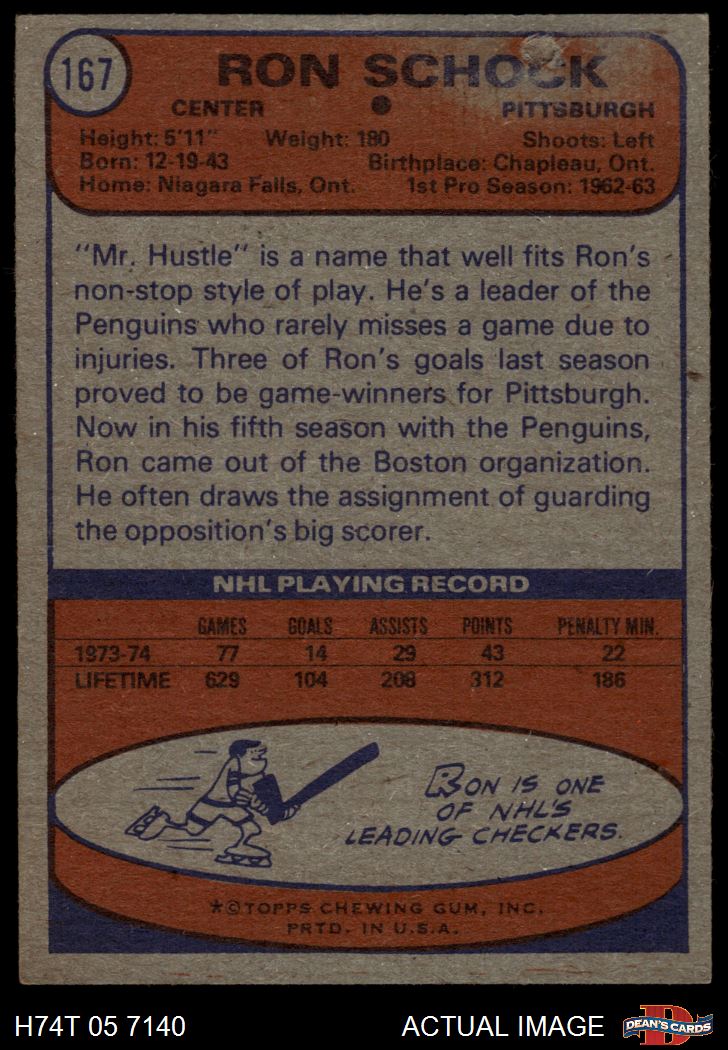 167
RON SCHOCK
CENTER ● PITTSBURGH
Height: 5'11" Weight: 180 Shoots: Left
Born: 12-19-43 Birthplace: Chapleau, Ont.
Home: Niagara Falls, Ont. 1st Pro Season: 1962-63
"Mr. Hustle" is a name that well fits Ron's
non-stop style of play. He's a leader of the
Penguins who rarely misses a game due to
injuries. Three of Ron's goals last season
proved to be game-winners for Pittsburgh.
Now in his fifth season with the Penguins,
Ron came out of the Boston organization.
He often draws the assignment of guarding
the opposition's big scorer.
NHL PLAYING RECORD
GAMES GOALS ASSISTS POINTS PENALTY MIN.
1973-74 77 14 29 43 22
LIFETIME 629 104 208 312 186
RON IS ONE
OF NHL'S
LEADING CHECKERS.
*©TOPPS CHEWING GUM, INC.
PRTD. IN U.S.A.
H74T 05 7140 ACTUAL IMAGE
D
DEAN'S CARDS